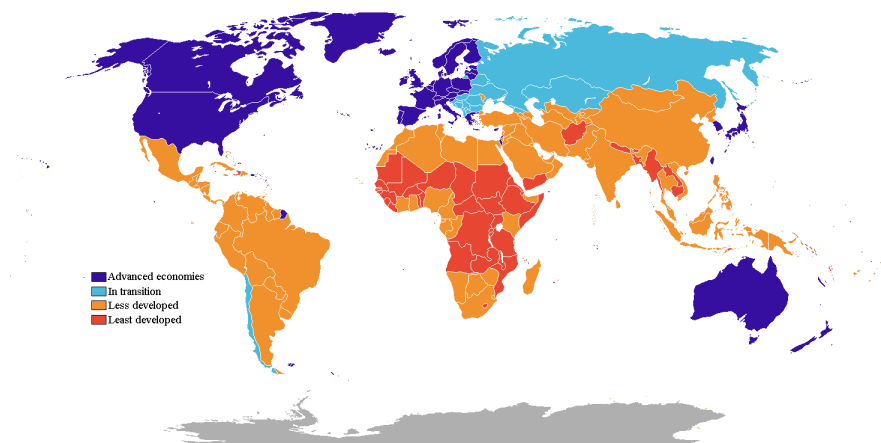 Advanced economies
In transition
Less developed
Least developed